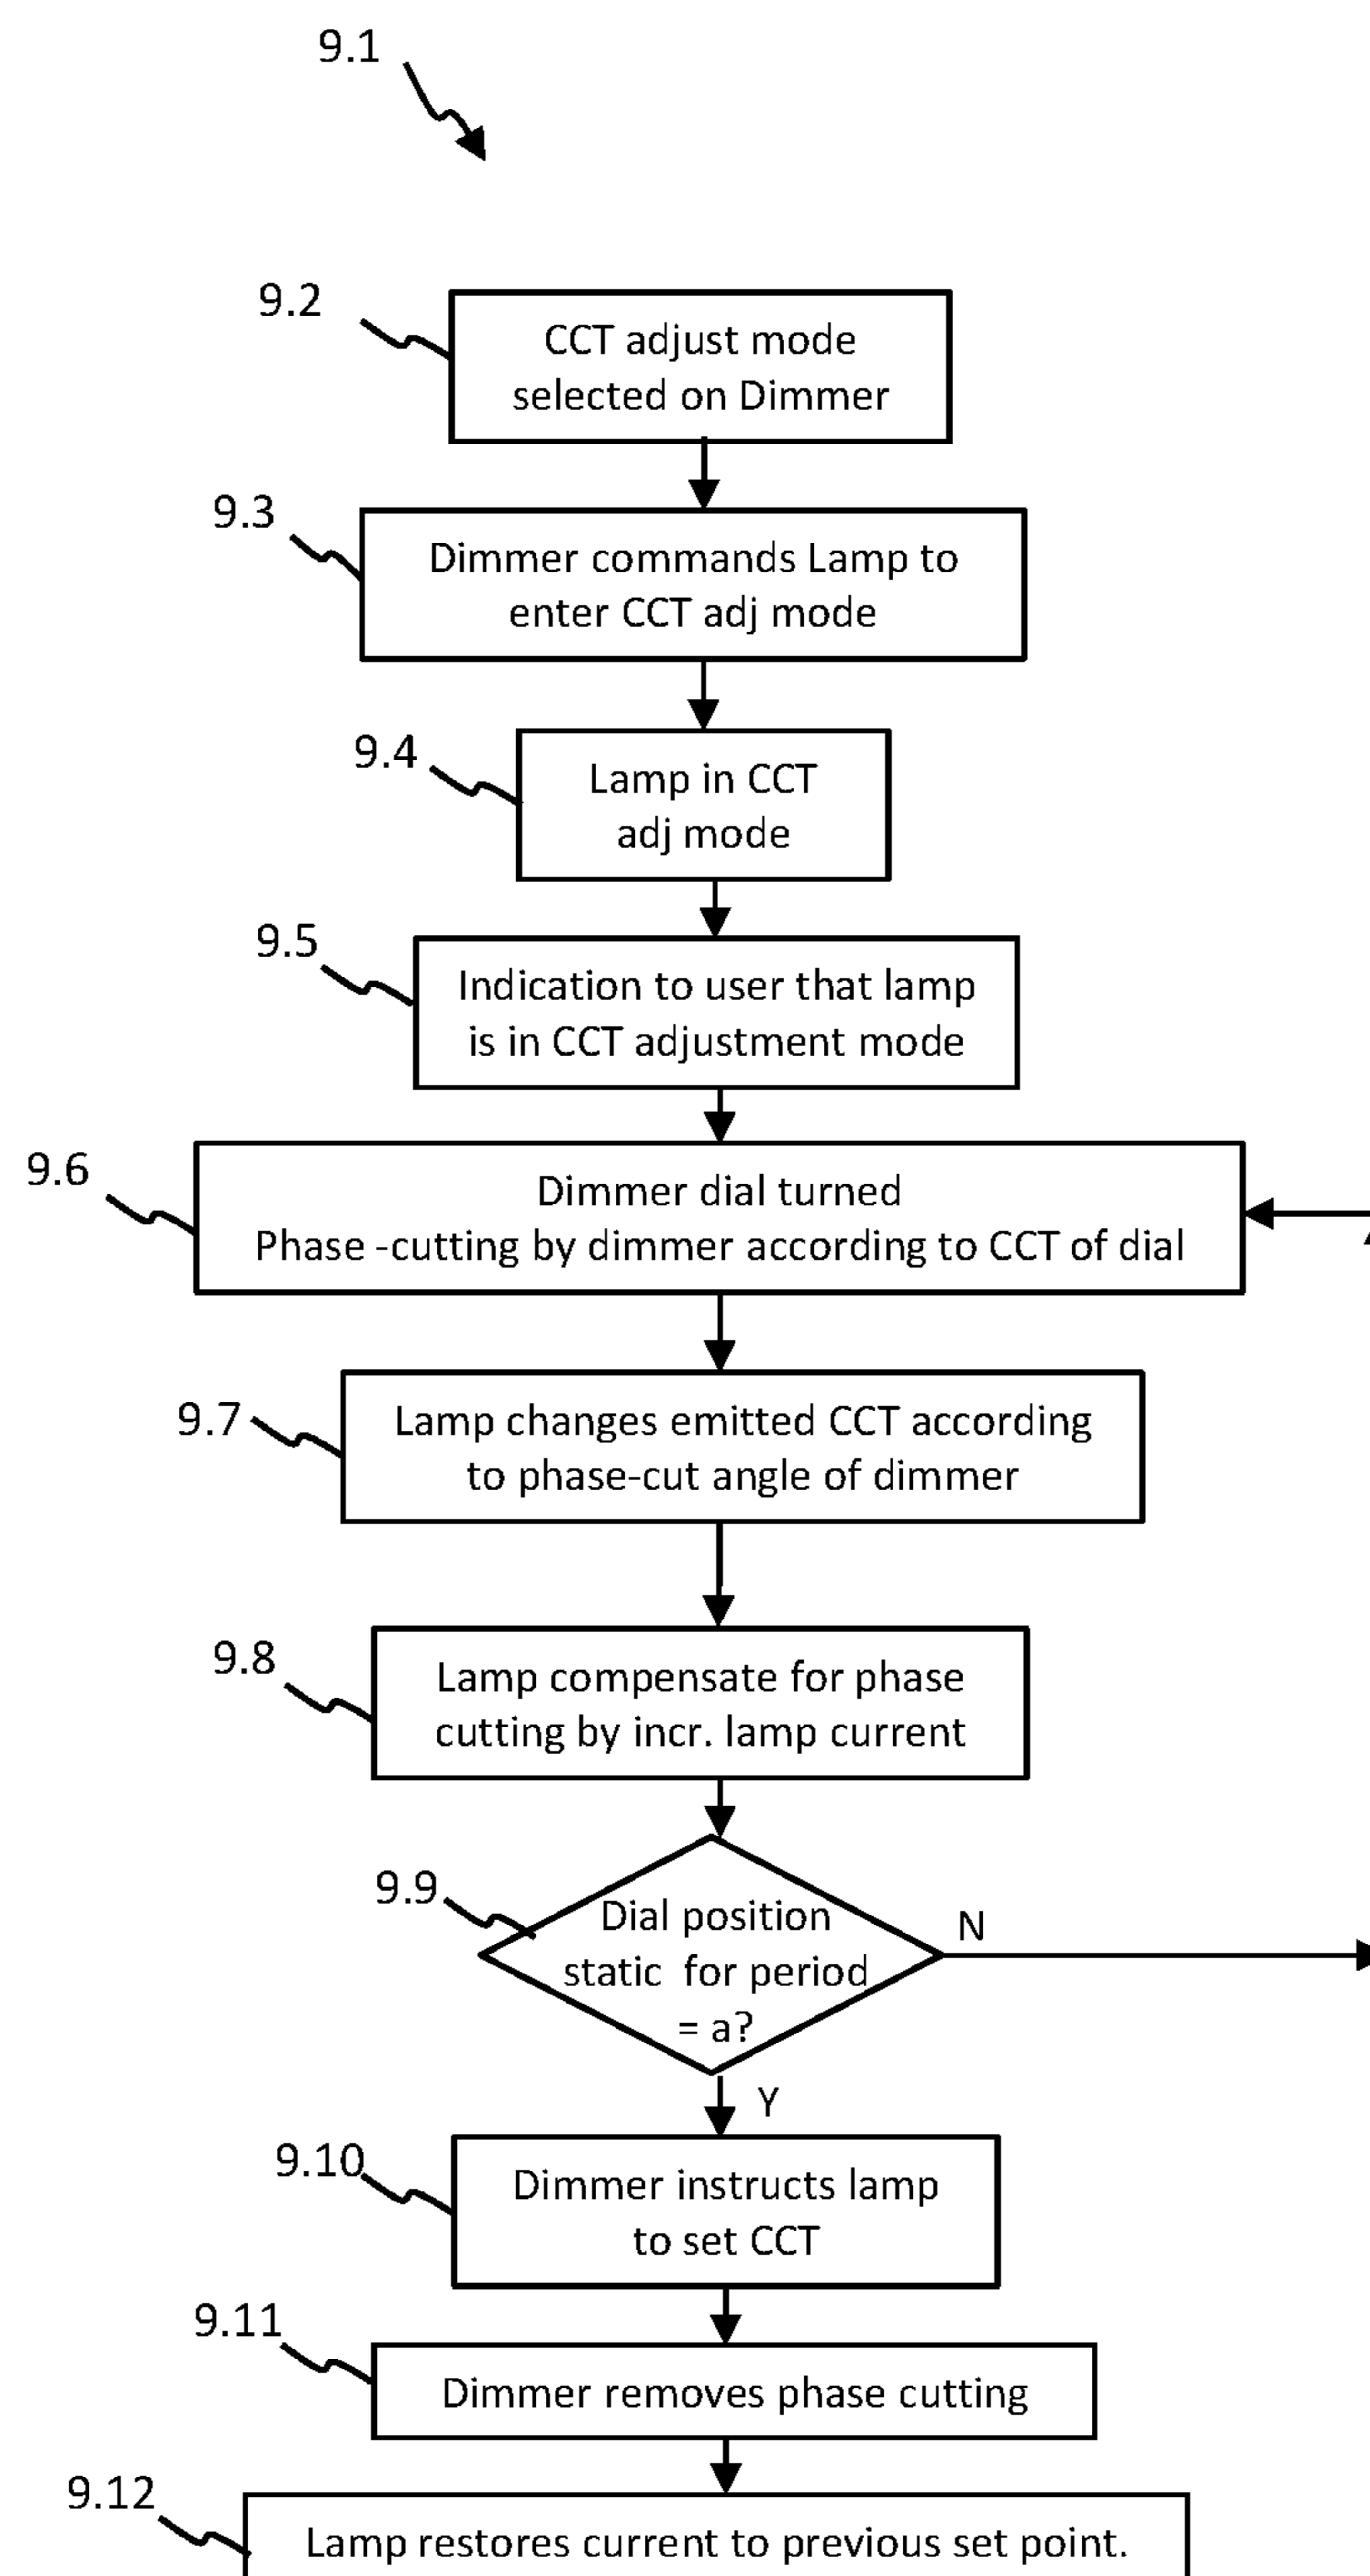 9.1
9.2
CCT adjust mode
selected on Dimmer
9.3
Dimmer commands Lamp to
enter CCT adj mode
9.4
Lamp in CCT
adj mode
9.5
Indication to user that lamp
is in CCT adjustment mode
9.6
Dimmer dial turned
Phase -cutting by dimmer according to CCT of dial
9.7
Lamp changes emitted CCT according
to phase-cut angle of dimmer
9.8
Lamp compensate for phase
cutting by incr. lamp current
9.9
Dial position
static for period
= a?
N
Y
9.10
Dimmer instructs lamp
to set CCT
9.11
Dimmer removes phase cutting
9.12
Lamp restores current to previous set point.